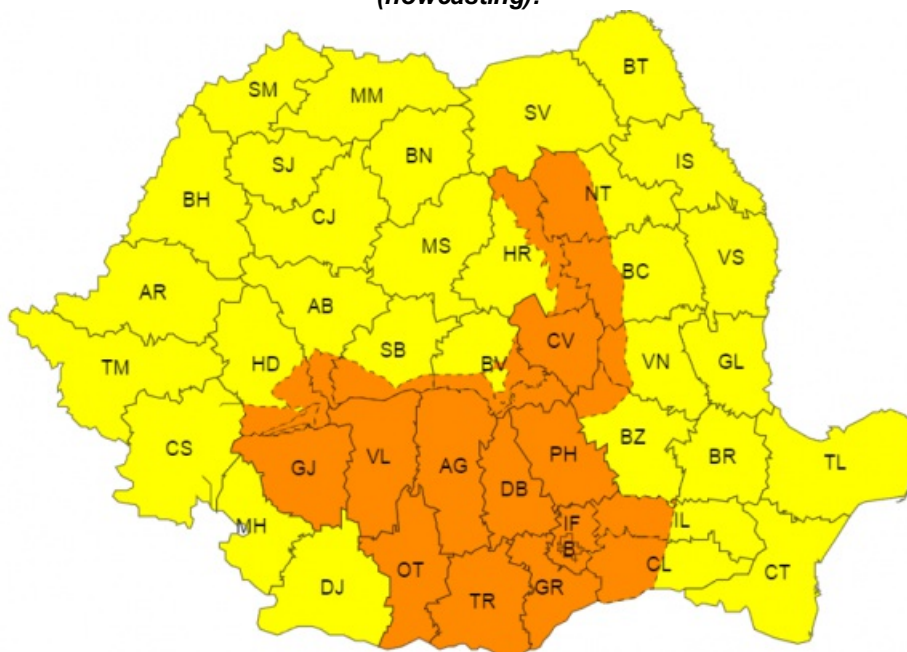 (nowcasting).
BT
SM
MM
SV
BN
SJ
IS
NT
BH
CJ
MS
HR
BC
VS
AR
AB
CV
SB
HD
BV
TM
VN
GL
BZ
CS
GJ
VL
AG
DB
PH
BR
TL
MH
IF
IL
B
CL
OT
DJ
TR
GR
CT